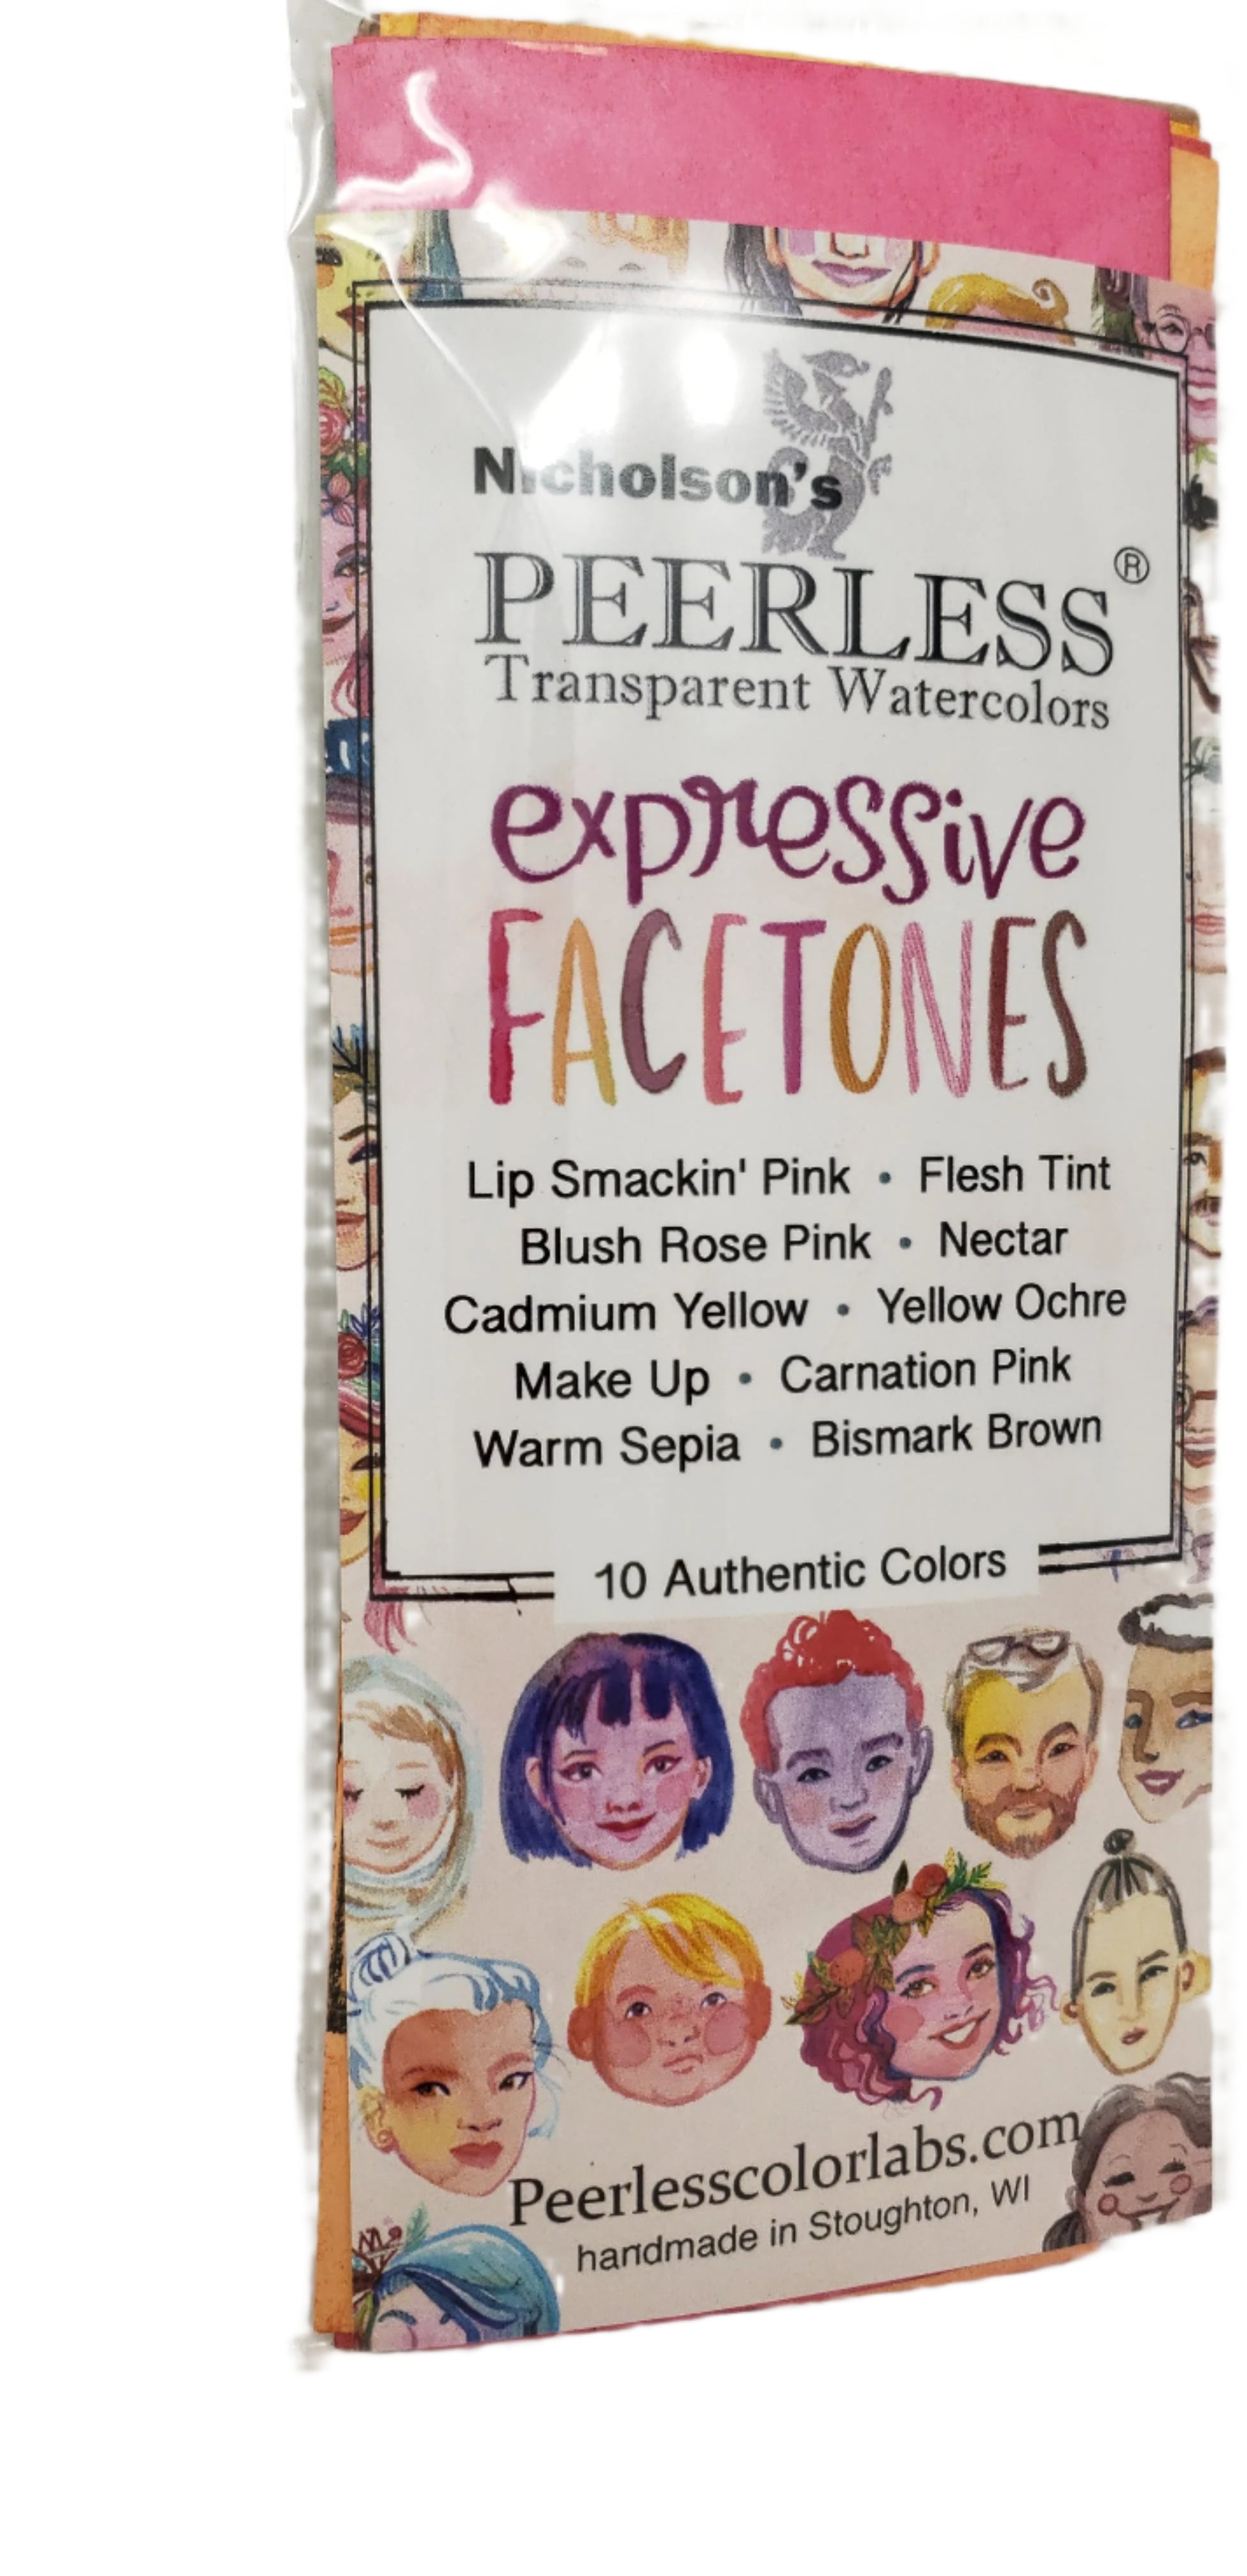 Nicholson's
PEERLESS®
Transparent Watercolors
expressive
FACETONES
Lip Smackin' Pink • Flesh Tint
Blush Rose Pink • Nectar
Cadmium Yellow • Yellow Ochre
Make Up • Carnation Pink
Warm Sepia • Bismark Brown
10 Authentic Colors
Peerlesscolorlabs.com
handmade in Stoughton, WI